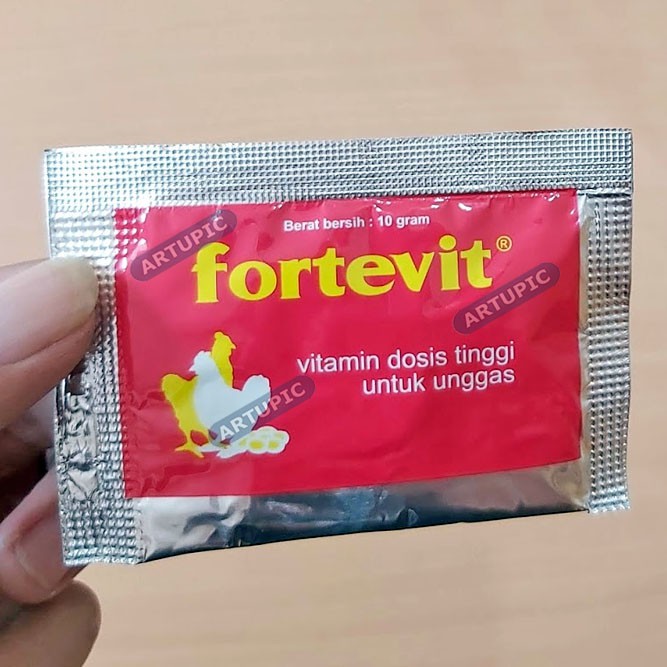 Berat bersih : 10 gram
ARTUPIC
fortevit®
ARTUPIC
vitamin dosis tinggi
untuk unggas
ARTUPIC